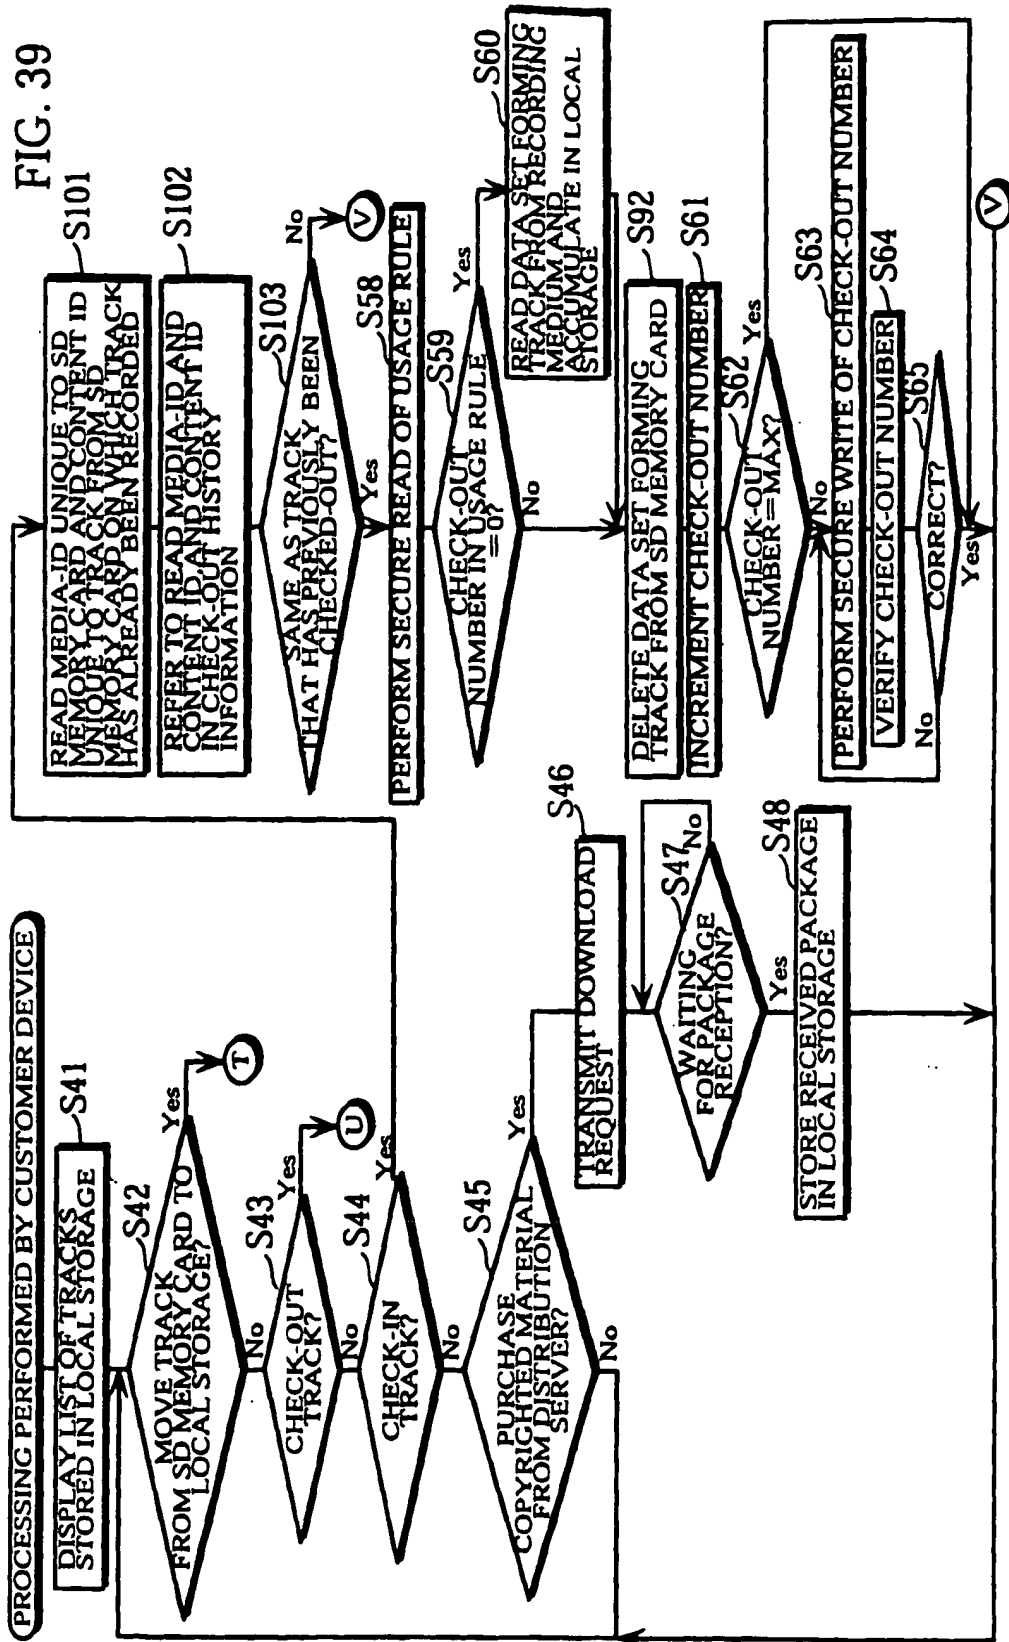 FIG. 39
PROCESSING PERFORMED BY CUSTOMER DEVICE
S41
DISPLAY LIST OF TRACKS
STORED IN LOCAL STORAGE
S42
MOVE TRACK
FROM SD MEMORY CARD TO
LOCAL STORAGE?
Yes
T
No
S43
CHECK-OUT
TRACK?
Yes
U
No
S44
CHECK-IN
TRACK?
Yes
No
S45
PURCHASE
COPYRIGHTED MATERIAL
FROM DISTRIBUTION
SERVER?
Yes
No
S46
TRANSMIT DOWNLOAD
REQUEST
S47
WAITING
FOR PACKAGE
RECEPTION?
No
Yes
S48
STORE RECEIVED PACKAGE
IN LOCAL STORAGE
S101
READ MEDIA-ID UNIQUE TO SD
MEMORY CARD AND CONTENT ID
UNIQUE TO TRACK FROM SD
MEMORY CARD ON WHICH TRACK
HAS ALREADY BEEN RECORDED
S102
REFER TO READ MEDIA-ID AND
CONTENT ID AND CONTENT ID
IN CHECK-OUT HISTORY
INFORMATION
S103
SAME AS TRACK
THAT HAS PREVIOUSLY BEEN
CHECKED-OUT?
No
V
Yes
S58
PERFORM SECURE READ OF USAGE RULE
S59
CHECK-OUT
NUMBER IN USAGE RULE
=0?
Yes
No
S60
READ DATA SET FORMING
TRACK FROM RECORDING
MEDIUM AND
ACCUMULATE IN LOCAL
STORAGE
S92
DELETE DATA SET FORMING
TRACK FROM SD MEMORY CARD
S61
INCREMENT CHECK-OUT NUMBER
S62
CHECK-OUT
NUMBER=MAX?
Yes
No
S63
PERFORM SECURE WRITE OF CHECK-OUT NUMBER
S64
VERIFY CHECK-OUT NUMBER
S65
CORRECT?
No
Yes
V